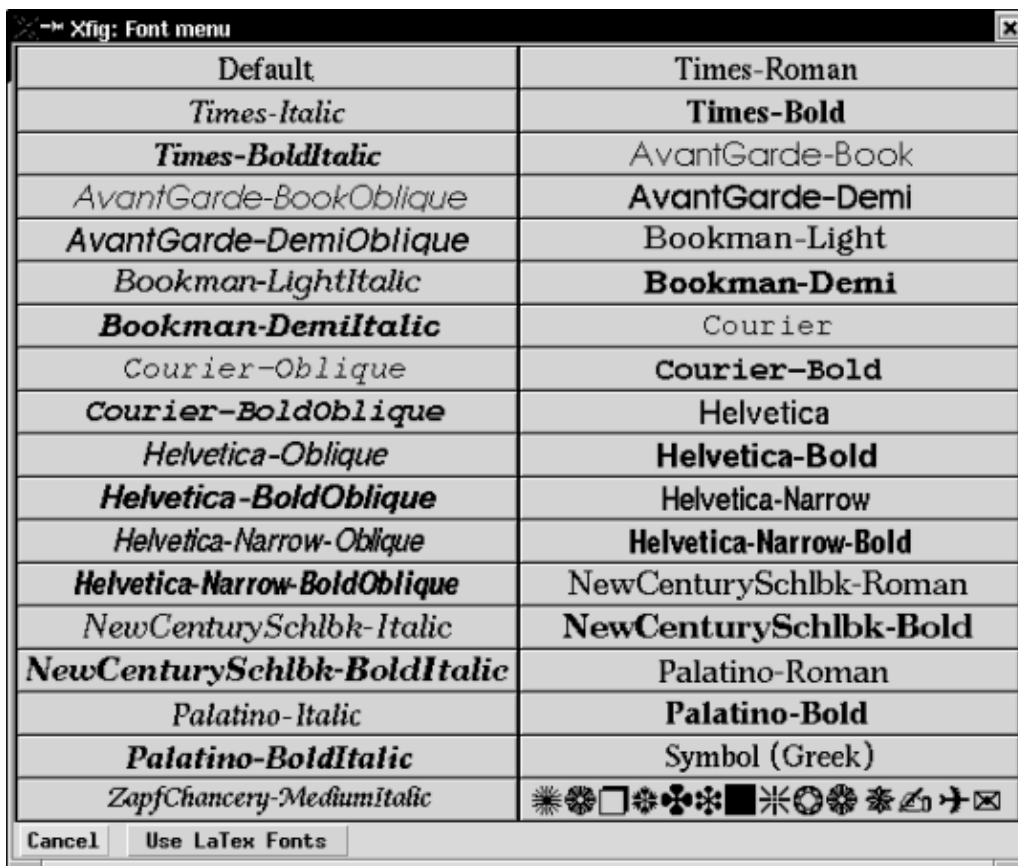 Xfig: Font menu
Default Times-Roman
Times-Italic Times-Bold
Times-BoldItalic AvantGarde-Book
AvantGarde-BookOblique AvantGarde-Demi
AvantGarde-DemiOblique Bookman-Light
Bookman-LightItalic Bookman-Demi
Bookman-DemiItalic Courier
Courier-Oblique Courier-Bold
Courier-BoldOblique Helvetica
Helvetica-Oblique Helvetica-Bold
Helvetica-BoldOblique Helvetica-Narrow
Helvetica-Narrow-Oblique Helvetica-Narrow-Bold
Helvetica-Narrow-BoldOblique NewCenturySchlbk-Roman
NewCenturySchlbk-Italic NewCenturySchlbk-Bold
NewCenturySchlbk-BoldItalic Palatino-Roman
Palatino-Italic Palatino-Bold
Palatino-BoldItalic Symbol (Greek)
ZapfChancery-MediumItalic
Cancel Use LaTex Fonts